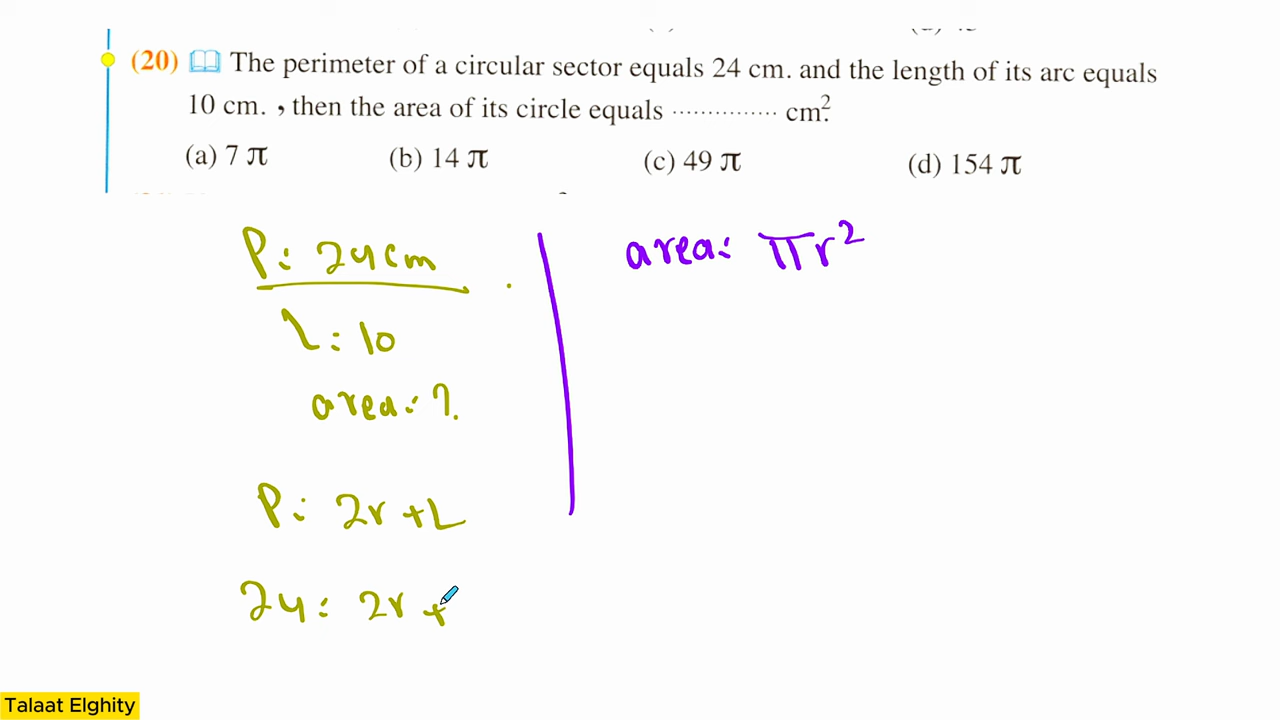 (20) The perimeter of a circular sector equals 24 cm. and the length of its arc equals
10 cm. , then the area of its circle equals ............... cm².
(a) 7 π (b) 14 π (c) 49 π (d) 154 π
P: 24 cm
L: 10
area: ?.
P: 2r + L
24: 2r +
area: πr²
Talaat Elghity